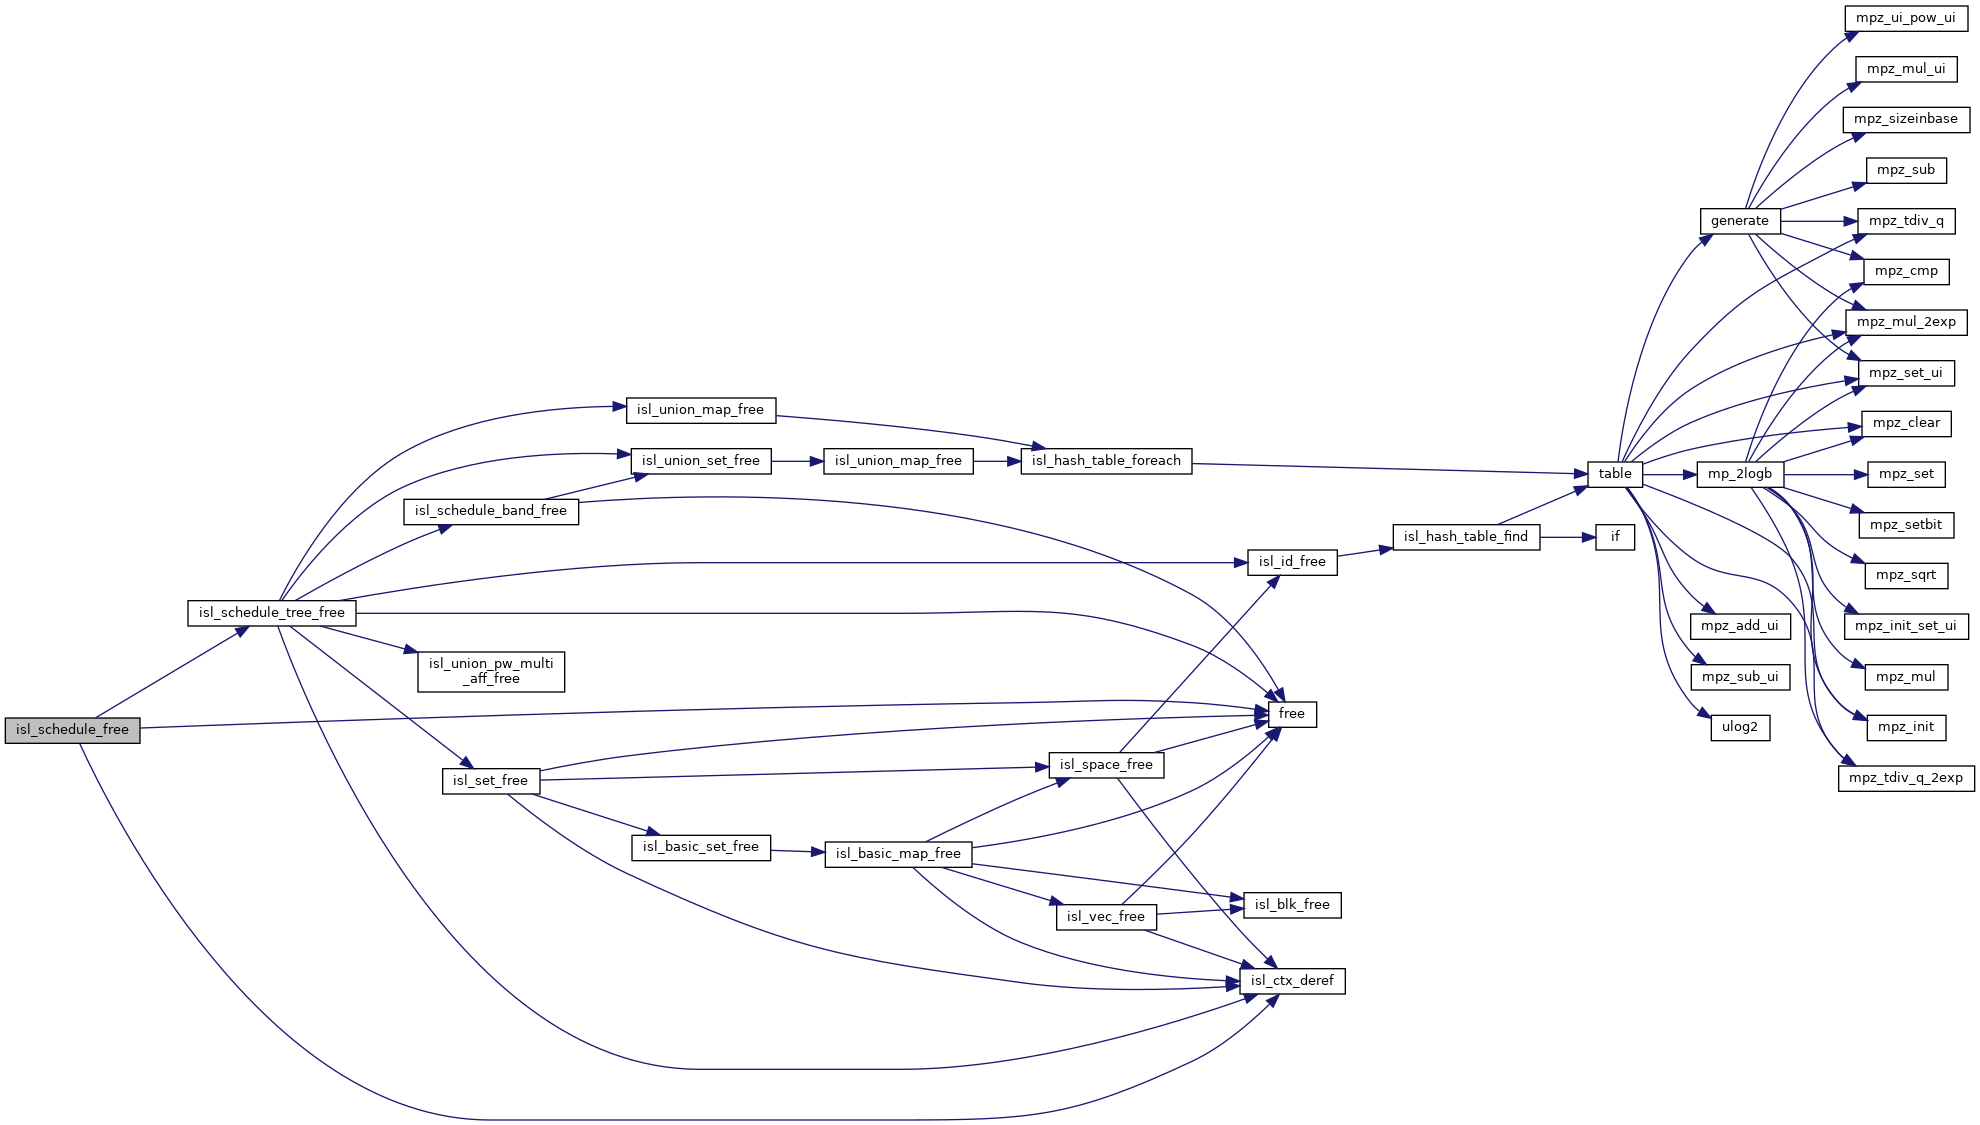 isl_schedule_free
isl_schedule_tree_free
isl_union_map_free
isl_union_set_free
isl_schedule_band_free
isl_union_pw_multi
_aff_free
isl_set_free
isl_basic_set_free
isl_union_map_free
isl_basic_map_free
isl_hash_table_foreach
isl_space_free
isl_vec_free
isl_id_free
free
isl_blk_free
isl_ctx_deref
isl_hash_table_find
table
if
generate
mp_2logb
mpz_add_ui
mpz_sub_ui
ulog2
mpz_ui_pow_ui
mpz_mul_ui
mpz_sizeinbase
mpz_sub
mpz_tdiv_q
mpz_cmp
mpz_mul_2exp
mpz_set_ui
mpz_clear
mpz_set
mpz_setbit
mpz_sqrt
mpz_init_set_ui
mpz_mul
mpz_init
mpz_tdiv_q_2exp